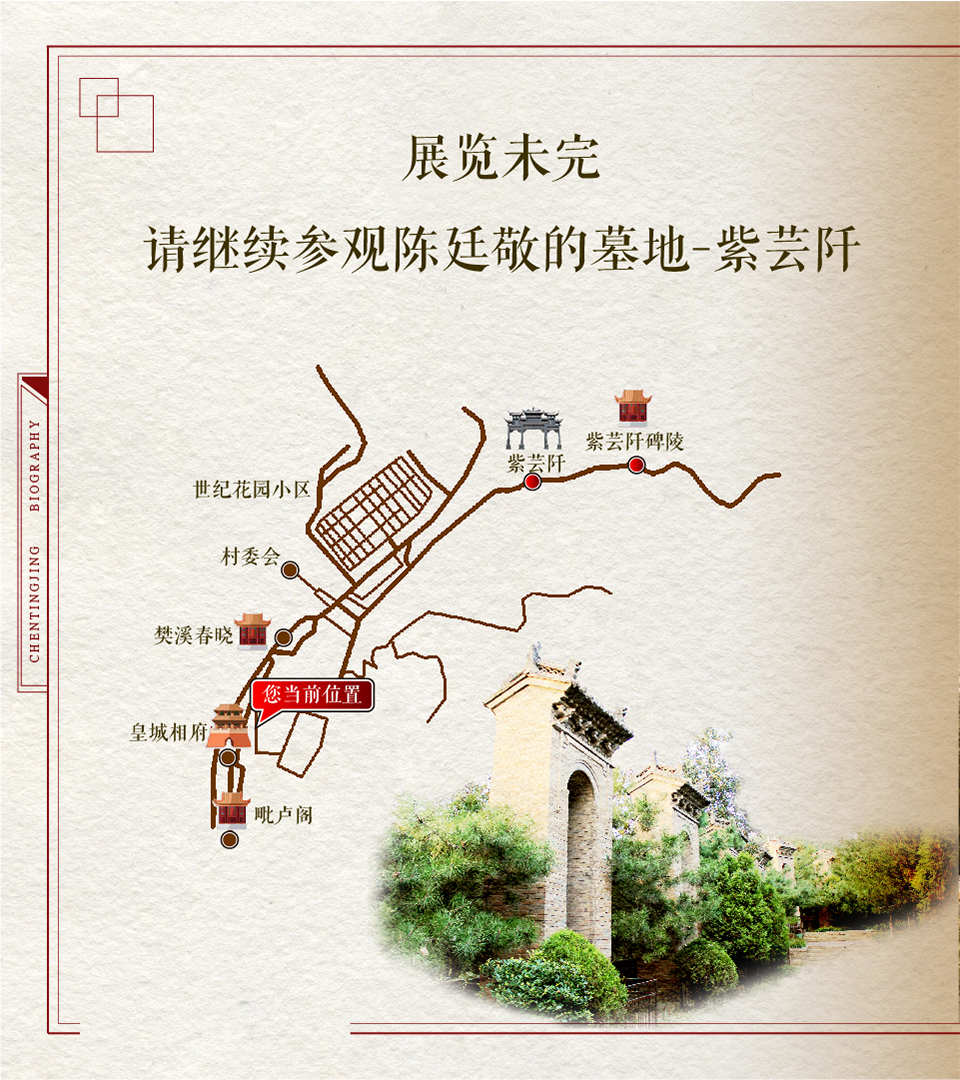 展览未完
请继续参观陈廷敬的墓地-紫芸阡
紫芸阡碑陵
紫芸阡
世纪花园小区
村委会
樊溪春晓
您当前位置
皇城相府
毗卢阁
CHENTINGJING BIOGRAPHY